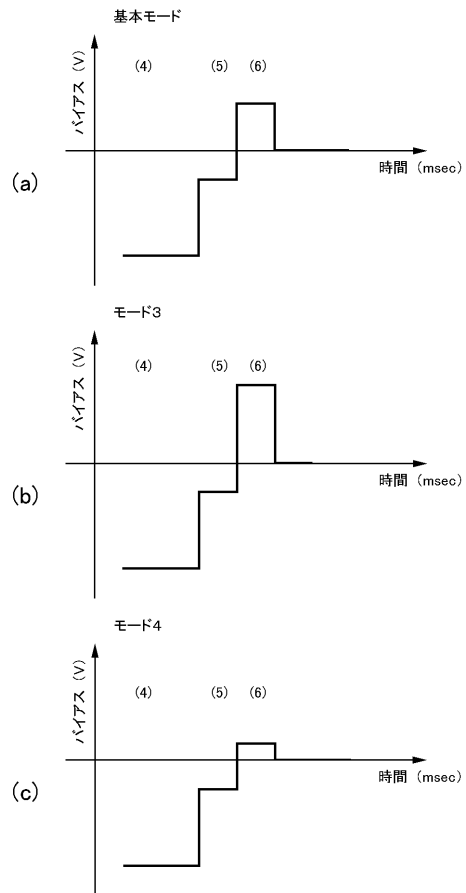 基本モード
バイアス (V)
(4) (5) (6)
時間 (msec)
(a)
モード3
バイアス (V)
(4) (5) (6)
時間 (msec)
(b)
モード4
バイアス (V)
(4) (5) (6)
時間 (msec)
(c)